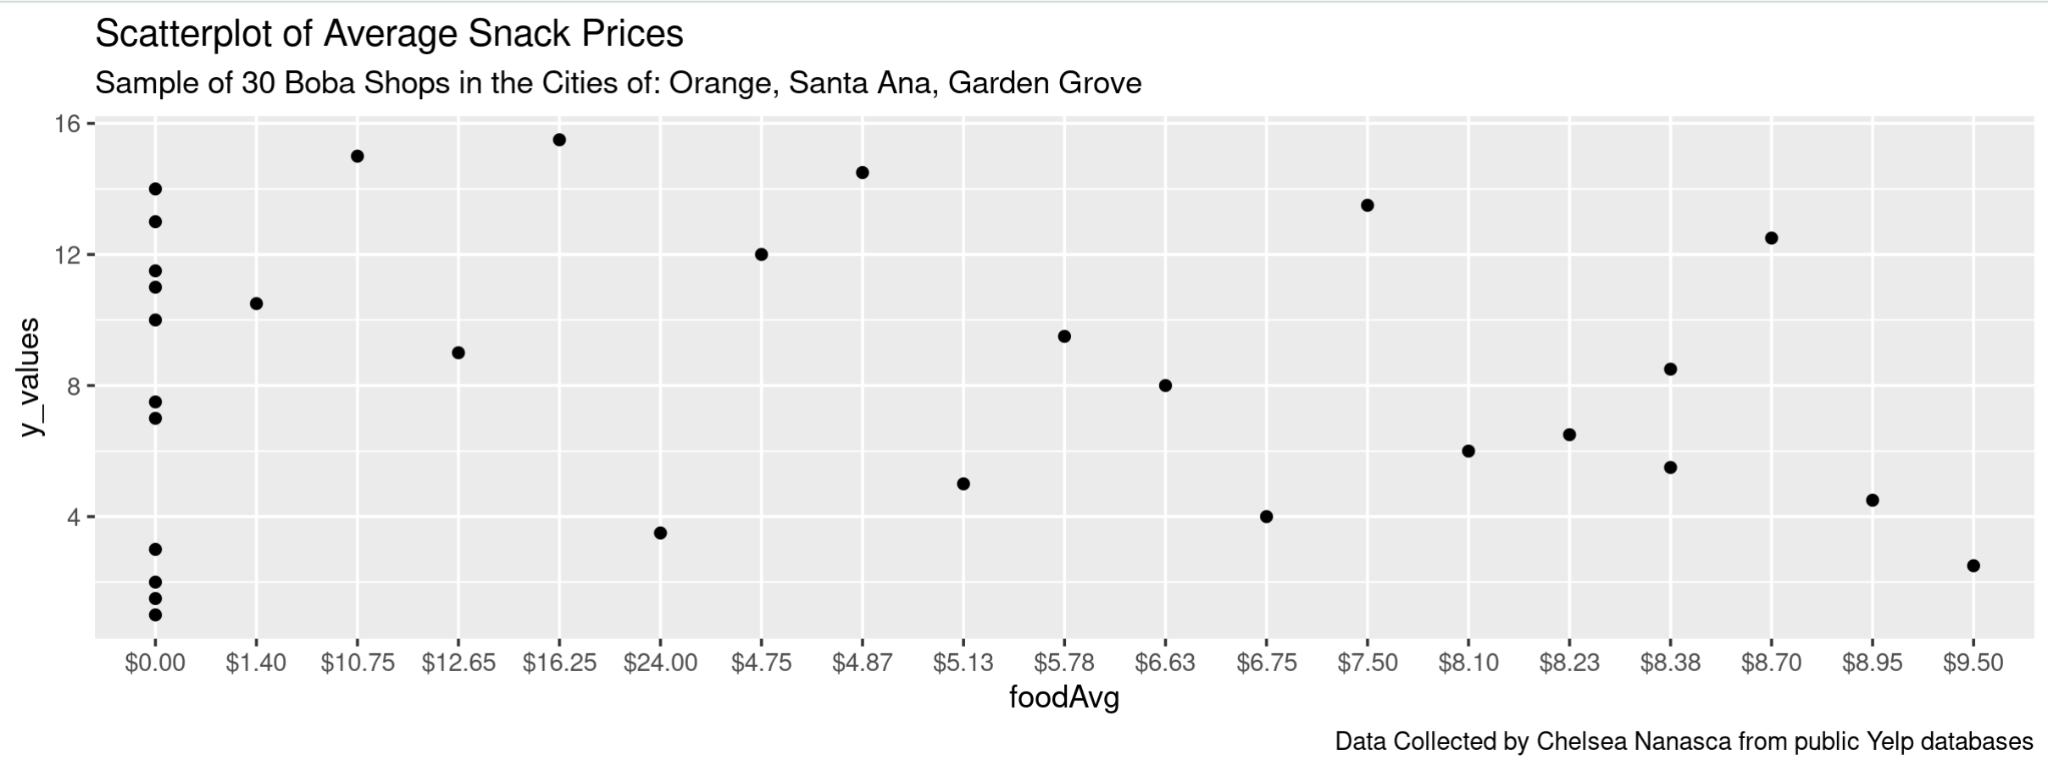 Scatterplot of Average Snack Prices
Sample of 30 Boba Shops in the Cities of: Orange, Santa Ana, Garden Grove
16
12
8
4
y_values
$0.00 $1.40 $10.75 $12.65 $16.25 $24.00 $4.75 $4.87 $5.13 $5.78 $6.63 $6.75 $7.50 $8.10 $8.23 $8.38 $8.70 $8.95 $9.50
foodAvg
Data Collected by Chelsea Nanasca from public Yelp databases